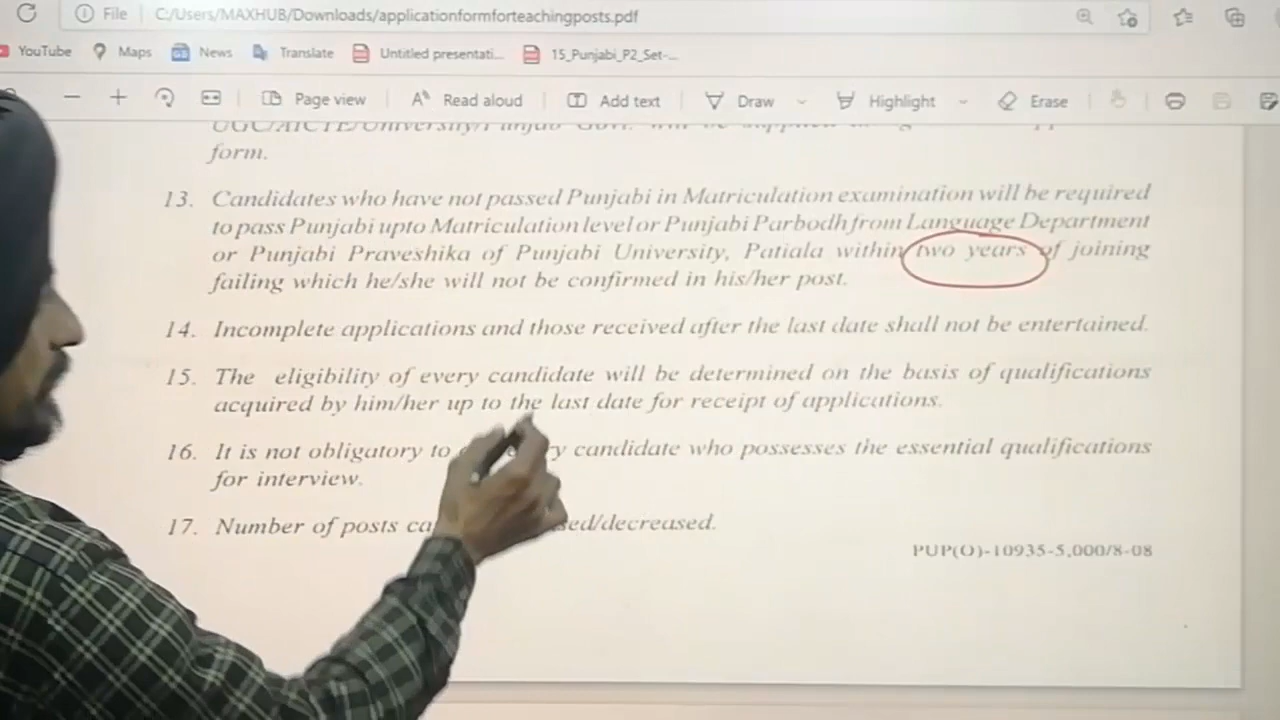 File C:/Users/MAXHUB/Downloads/applicationformforteachingposts.pdf
YouTube Maps News Translate Untitled presentati... 15_Punjabi_P2_Set-...
Page view Read aloud Add text Draw Highlight Erase
form.
13. Candidates who have not passed Punjabi in Matriculation examination will be required
to pass Punjabi upto Matriculation level or Punjabi Parbodh from Language Department
or Punjabi Praveshika of Punjabi University, Patiala within two years of joining
failing which he/she will not be confirmed in his/her post.
14. Incomplete applications and those received after the last date shall not be entertained.
15. The eligibility of every candidate will be determined on the basis of qualifications
acquired by him/her up to the last date for receipt of applications.
16. It is not obligatory to candidate who possesses the essential qualifications
for interview.
17. Number of posts
PUP(O)-10935-5,000/8-08